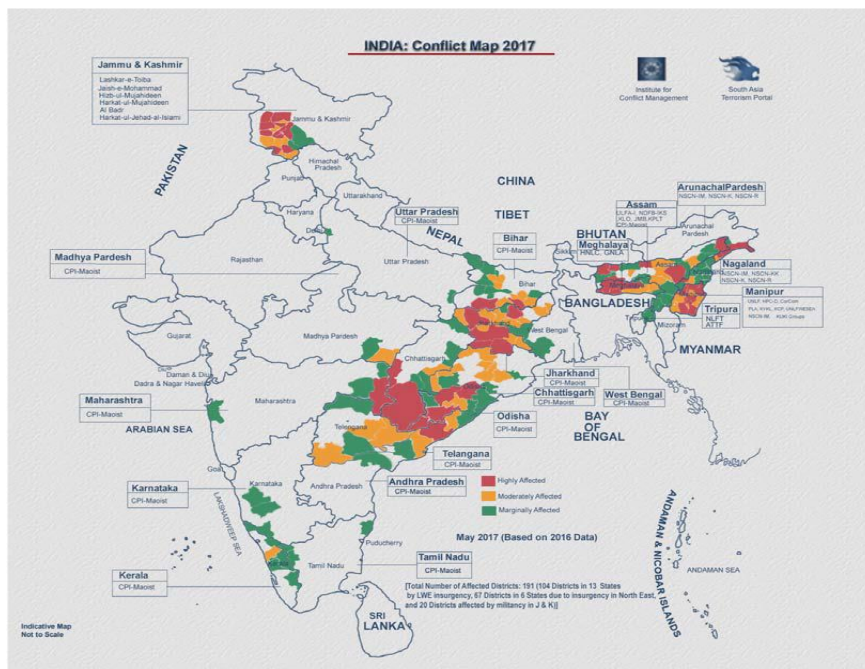 INDIA: Conflict Map 2017
Institute for
Conflict Management
South Asia
Terrorism Portal
Jammu & Kashmir
Lashkar-e-Toiba
Jaish-e-Mohammad
Hizb-ul-Mujahideen
Harkat-ul-Mujahideen
Al Badr
Harkat-ul-Jehad-al-Islami
Jammu & Kashmir
Himachal
Pradesh
PAKISTAN
Punjab
Uttarakhand
Haryana
CHINA
TIBET
NEPAL
BHUTAN
Uttar Pradesh
CPI-Maoist
Bihar
CPI-Maoist
Assam
ULFA-I, NDFB-IKS
KLO, JMB, KPLT
CPI-Maoist
ArunachalPardesh
NSCN-IM, NSCN-K, NSCN-R
Arunachal
Pradesh
Meghalaya
HNLC, GNLA
Sikkim
Nagaland
NSCN-IM, NSCN-KK
NSCN-K, NSCN-R
Manipur
Tripura
NLFT
ATTF
Mizoram
BANGLADESH
MYANMAR
Madhya Pardesh
CPI-Maoist
Rajasthan
Uttar Pradesh
Bihar
West Bengal
Gujarat
Madhya Pardesh
Chhattisgarh
Daman & Diu
Dadra & Nagar Haveli
Maharashtra
CPI-Maoist
Maharashtra
ARABIAN SEA
Jharkhand
CPI-Maoist
Chhattisgarh
CPI-Maoist
West Bengal
CPI-Maoist
Odisha
CPI-Maoist
BAY
OF
BENGAL
Telangana
Telangana
CPI-Maoist
Andhra Pradesh
Andhra Pradesh
CPI-Maoist
Goa
Karnataka
Karnataka
CPI-Maoist
LAKSHADWEEP SEA
Highly Affected
Moderately Affected
Marginally Affected
May 2017 (Based on 2016 Data)
Puducherry
Tamil Nadu
Tamil Nadu
CPI-Maoist
Kerala
CPI-Maoist
ANDAMAN & NICOBAR ISLANDS
ANDAMAN SEA
[Total Number of Affected Districts: 191 (104 Districts in 13 States
by LWE insurgency, 67 Districts in 6 States due to insurgency in North East,
and 20 Districts affected by militancy in J & K)]
SRI
LANKA
Indicative Map
Not to Scale